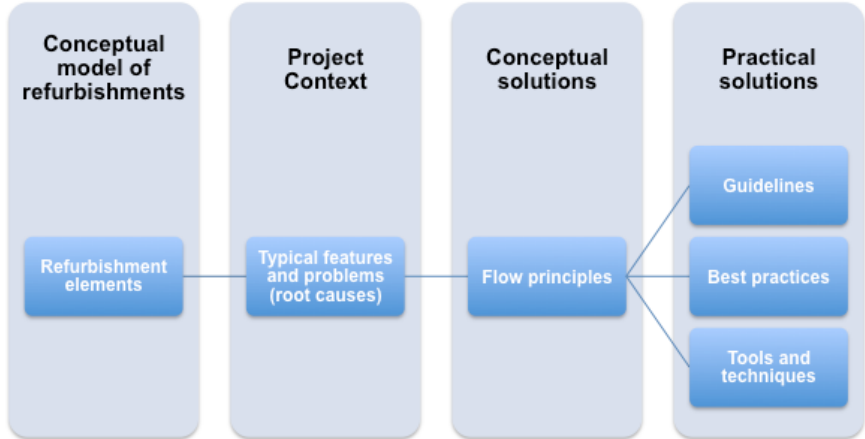 Conceptual
model of
refurbishments
Project
Context
Conceptual
solutions
Practical
solutions
Refurbishment
elements
Typical features
and problems
(root causes)
Flow principles
Guidelines
Best practices
Tools and
techniques